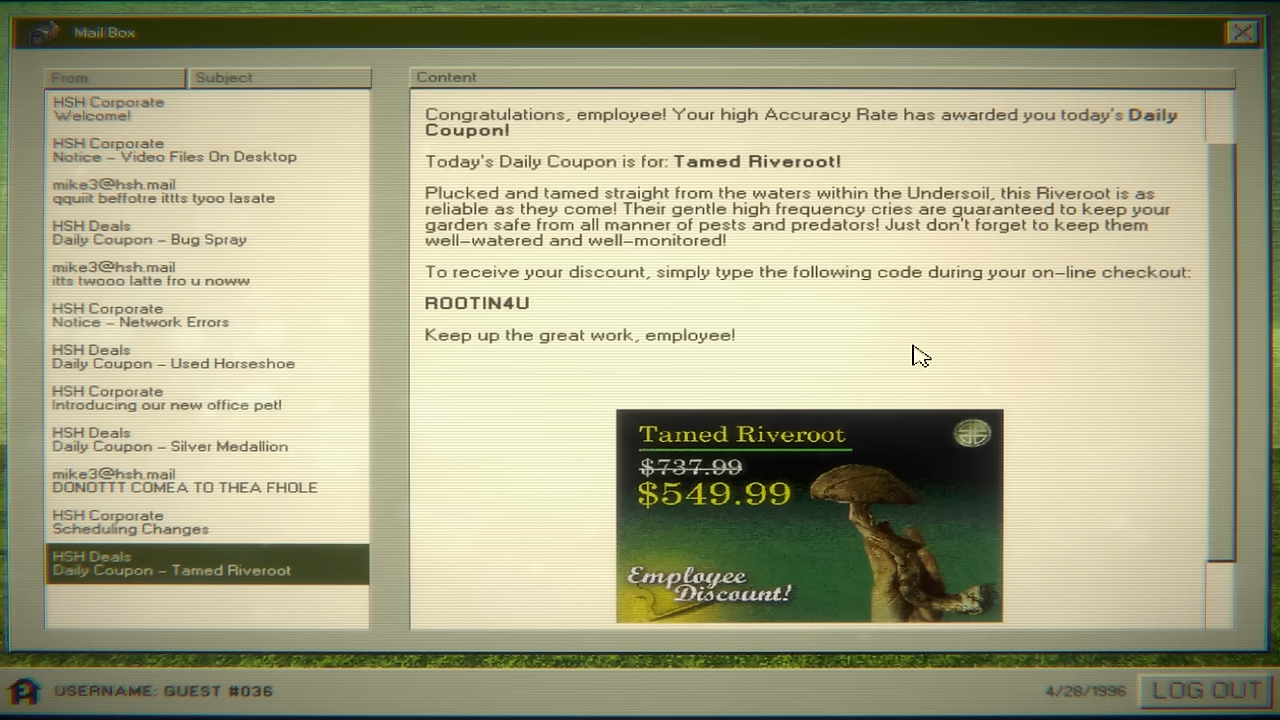 Mail Box
From
Subject
Content
HSH Corporate
Welcome!
HSH Corporate
Notice – Video Files On Desktop
mike3@hsh.mail
qquiit beffotre ittts tyoo lasate
HSH Deals
Daily Coupon – Bug Spray
mike3@hsh.mail
itts twooo latte fro u noww
HSH Corporate
Notice – Network Errors
HSH Deals
Daily Coupon – Used Horseshoe
HSH Corporate
Introducing our new office pet!
HSH Deals
Daily Coupon – Silver Medallion
mike3@hsh.mail
DONOTTT COMEA TO THEA FHOLE
HSH Corporate
Scheduling Changes
HSH Deals
Daily Coupon – Tamed Riveroot
Congratulations, employee! Your high Accuracy Rate has awarded you today's Daily
Coupon!
Today's Daily Coupon is for: Tamed Riveroot!
Plucked and tamed straight from the waters within the Undersoil, this Riveroot is as
reliable as they come! Their gentle high frequency cries are guaranteed to keep your
garden safe from all manner of pests and predators! Just don't forget to keep them
well–watered and well–monitored!
To receive your discount, simply type the following code during your on–line checkout:
ROOTIN4U
Keep up the great work, employee!
Tamed Riveroot
$737.99
$549.99
Employee
Discount!
USERNAME: GUEST #036
4/28/1996
LOG OUT